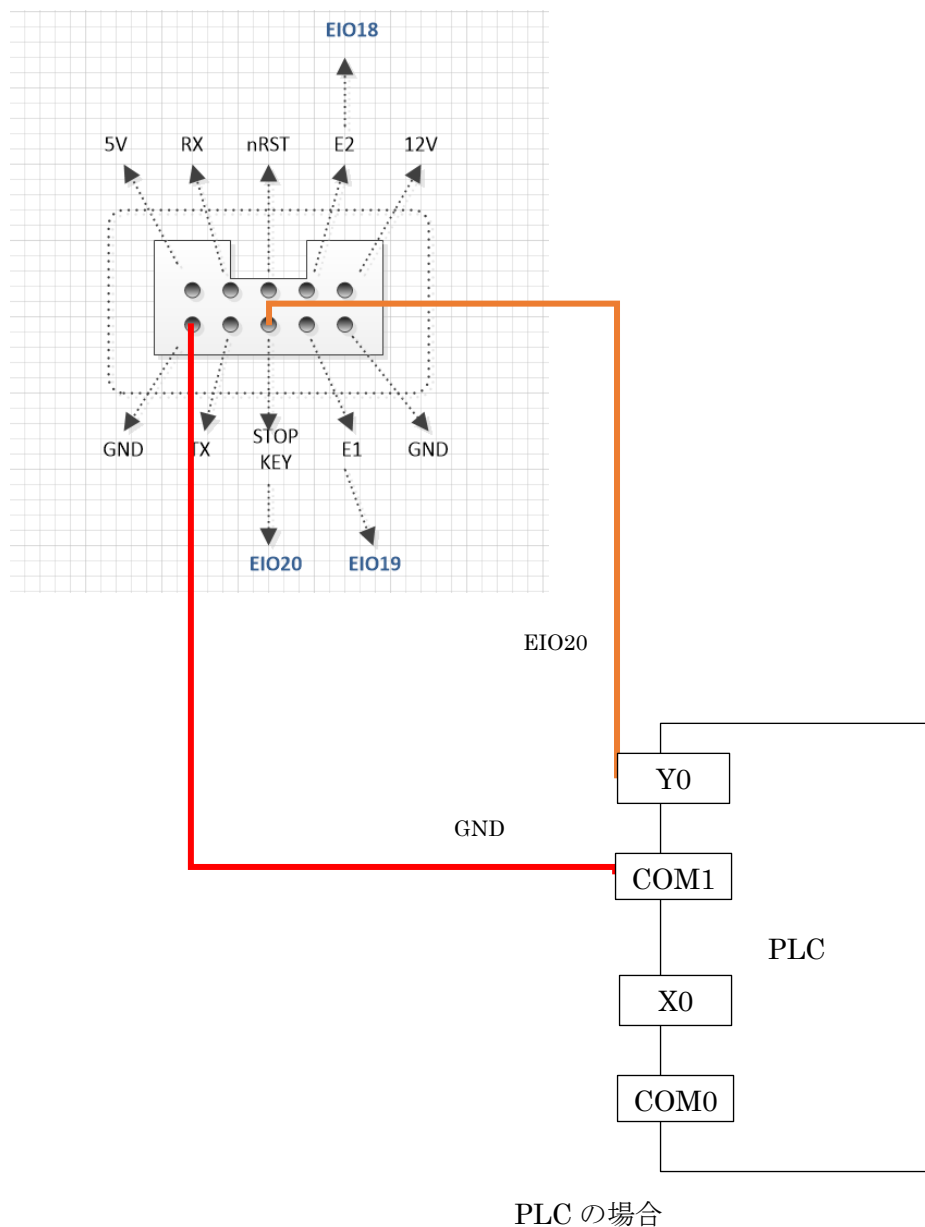 EIO18
5V RX nRST E2 12V
GND TX STOP KEY E1 GND
EIO20 EIO19
EIO20
Y0
GND
COM1
PLC
X0
COM0
PLC の場合